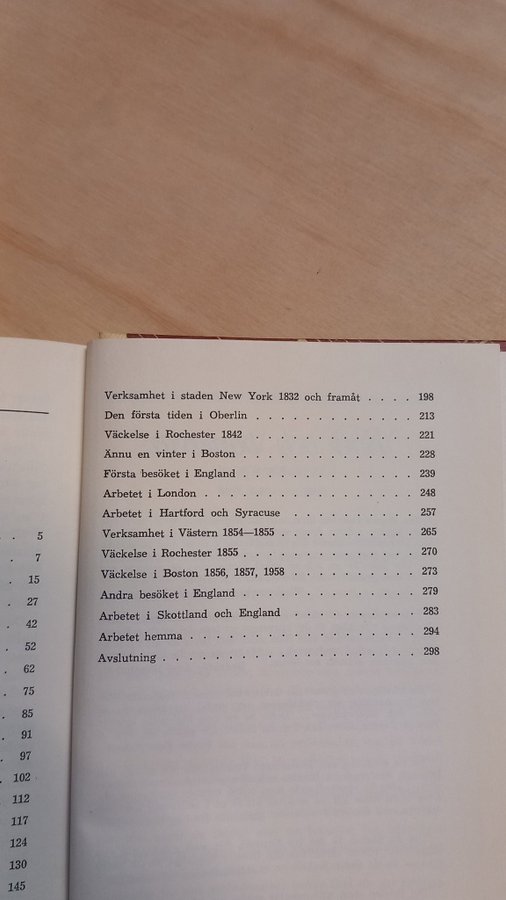 . 5
. 7
. 15
. 27
. 42
. 52
. 62
. 75
. 85
. 91
. 97
. 102
112
117
124
130
145
Verksamhet i staden New York 1832 och framåt . . . . 198
Den första tiden i Oberlin . . . . . . . . . . . . 213
Väckelse i Rochester 1842 . . . . . . . . . . . . 221
Ännu en vinter i Boston . . . . . . . . . . . . . 228
Första besöket i England . . . . . . . . . . . . . 239
Arbetet i London . . . . . . . . . . . . . . . . 248
Arbetet i Hartford och Syracuse . . . . . . . . . 257
Verksamhet i Västern 1854—1855 . . . . . . . . . . 265
Väckelse i Rochester 1855 . . . . . . . . . . . . . 270
Väckelse i Boston 1856, 1857, 1958 . . . . . . . . . 273
Andra besöket i England . . . . . . . . . . . . . 279
Arbetet i Skottland och England . . . . . . . . . . 283
Arbetet hemma . . . . . . . . . . . . . . . . . 294
Avslutning . . . . . . . . . . . . . . . . . . . 298